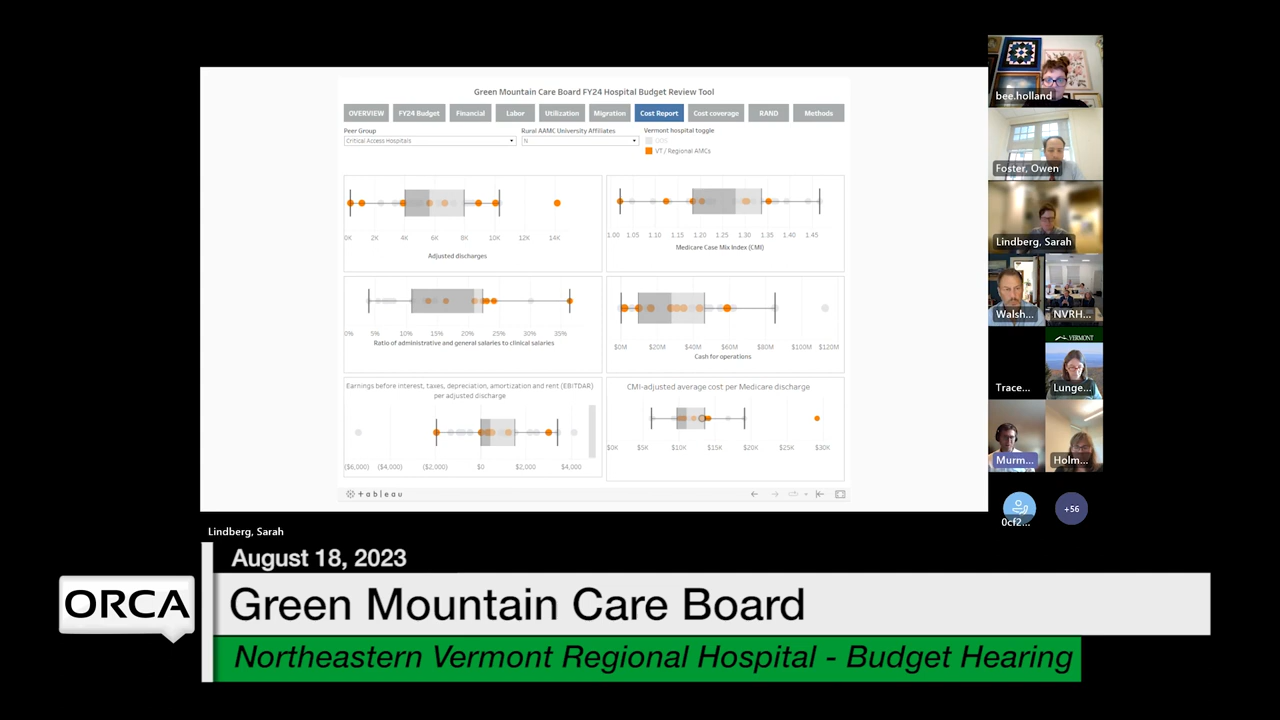 Green Mountain Care Board FY24 Hospital Budget Review Tool
OVERVIEW FY24 Budget Financial Labor Utilization Migration Cost Report Cost coverage RAND Methods
Peer Group Rural AAMC University Affiliates Vermont hospital toggle
Critical Access Hospitals N OOS
VT / Regional AMCs
0K 2K 4K 6K 8K 10K 12K 14K
Adjusted discharges
1.00 1.05 1.10 1.15 1.20 1.25 1.30 1.35 1.40 1.45
Medicare Case Mix Index (CMI)
0% 5% 10% 15% 20% 25% 30% 35%
Ratio of administrative and general salaries to clinical salaries
$0M $20M $40M $60M $80M $100M $120M
Cash for operations
Earnings before interest, taxes, depreciation, amortization and rent (EBITDAR)
per adjusted discharge
($6,000) ($4,000) ($2,000) $0 $2,000 $4,000
CMI-adjusted average cost per Medicare discharge
$0K $5K $10K $15K $20K $25K $30K
+ableau
bee.holland
Foster, Owen
Lindberg, Sarah
Walsh... NVRH...
VERMONT
Trace... Lunge...
Murm... Holm...
0cf2... +56
Lindberg, Sarah
August 18, 2023
ORCA
Green Mountain Care Board
Northeastern Vermont Regional Hospital - Budget Hearing